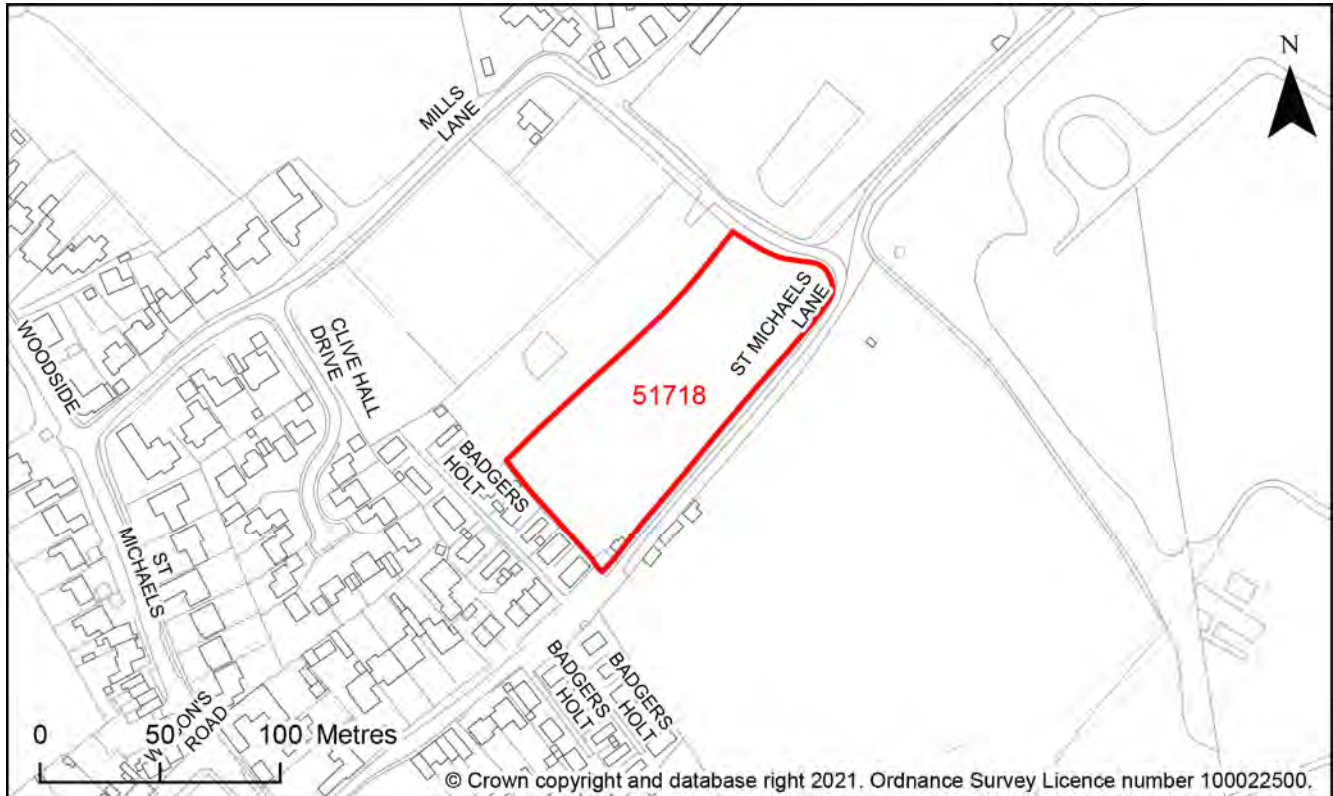 N
MILLS
LANE
ST MICHAELS
LANE
WOODSIDE
CLIVE HALL
DRIVE
51718
BADGERS
HOLT
ST
MICHAELS
BADGERS
HOLT
BADGERS
HOLT
ROAD
0 50 100 Metres
© Crown copyright and database right 2021. Ordnance Survey Licence number 100022500.